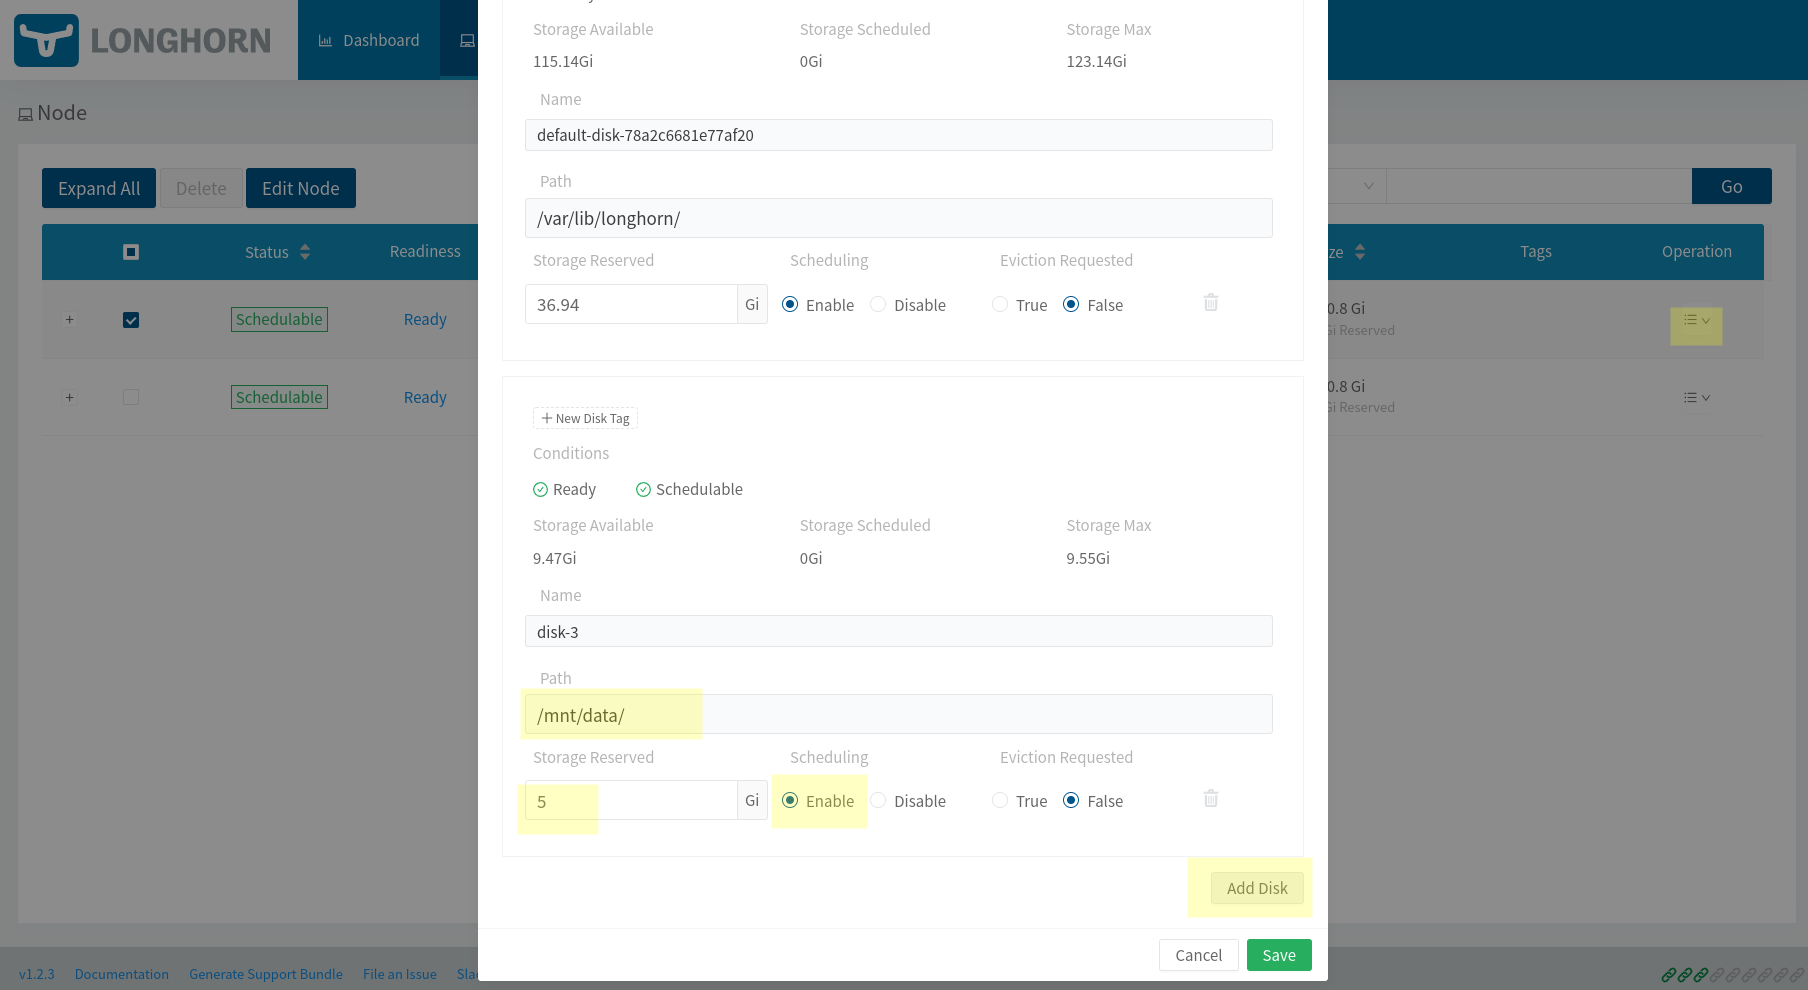 LONGHORN
Dashboard
Node
Expand All
Delete
Edit Node
Go
Status
Readiness
Tags
Operation
Schedulable
Ready
0.8 Gi
Gi Reserved
Schedulable
Ready
0.8 Gi
Gi Reserved
Storage Available
Storage Scheduled
Storage Max
115.14Gi
0Gi
123.14Gi
Name
default-disk-78a2c6681e77af20
Path
/var/lib/longhorn/
Storage Reserved
Scheduling
Eviction Requested
36.94
Gi
Enable
Disable
True
False
+ New Disk Tag
Conditions
Ready
Schedulable
Storage Available
Storage Scheduled
Storage Max
9.47Gi
0Gi
9.55Gi
Name
disk-3
Path
/mnt/data/
Storage Reserved
Scheduling
Eviction Requested
5
Gi
Enable
Disable
True
False
Add Disk
Cancel
Save
v1.2.3
Documentation
Generate Support Bundle
File an Issue